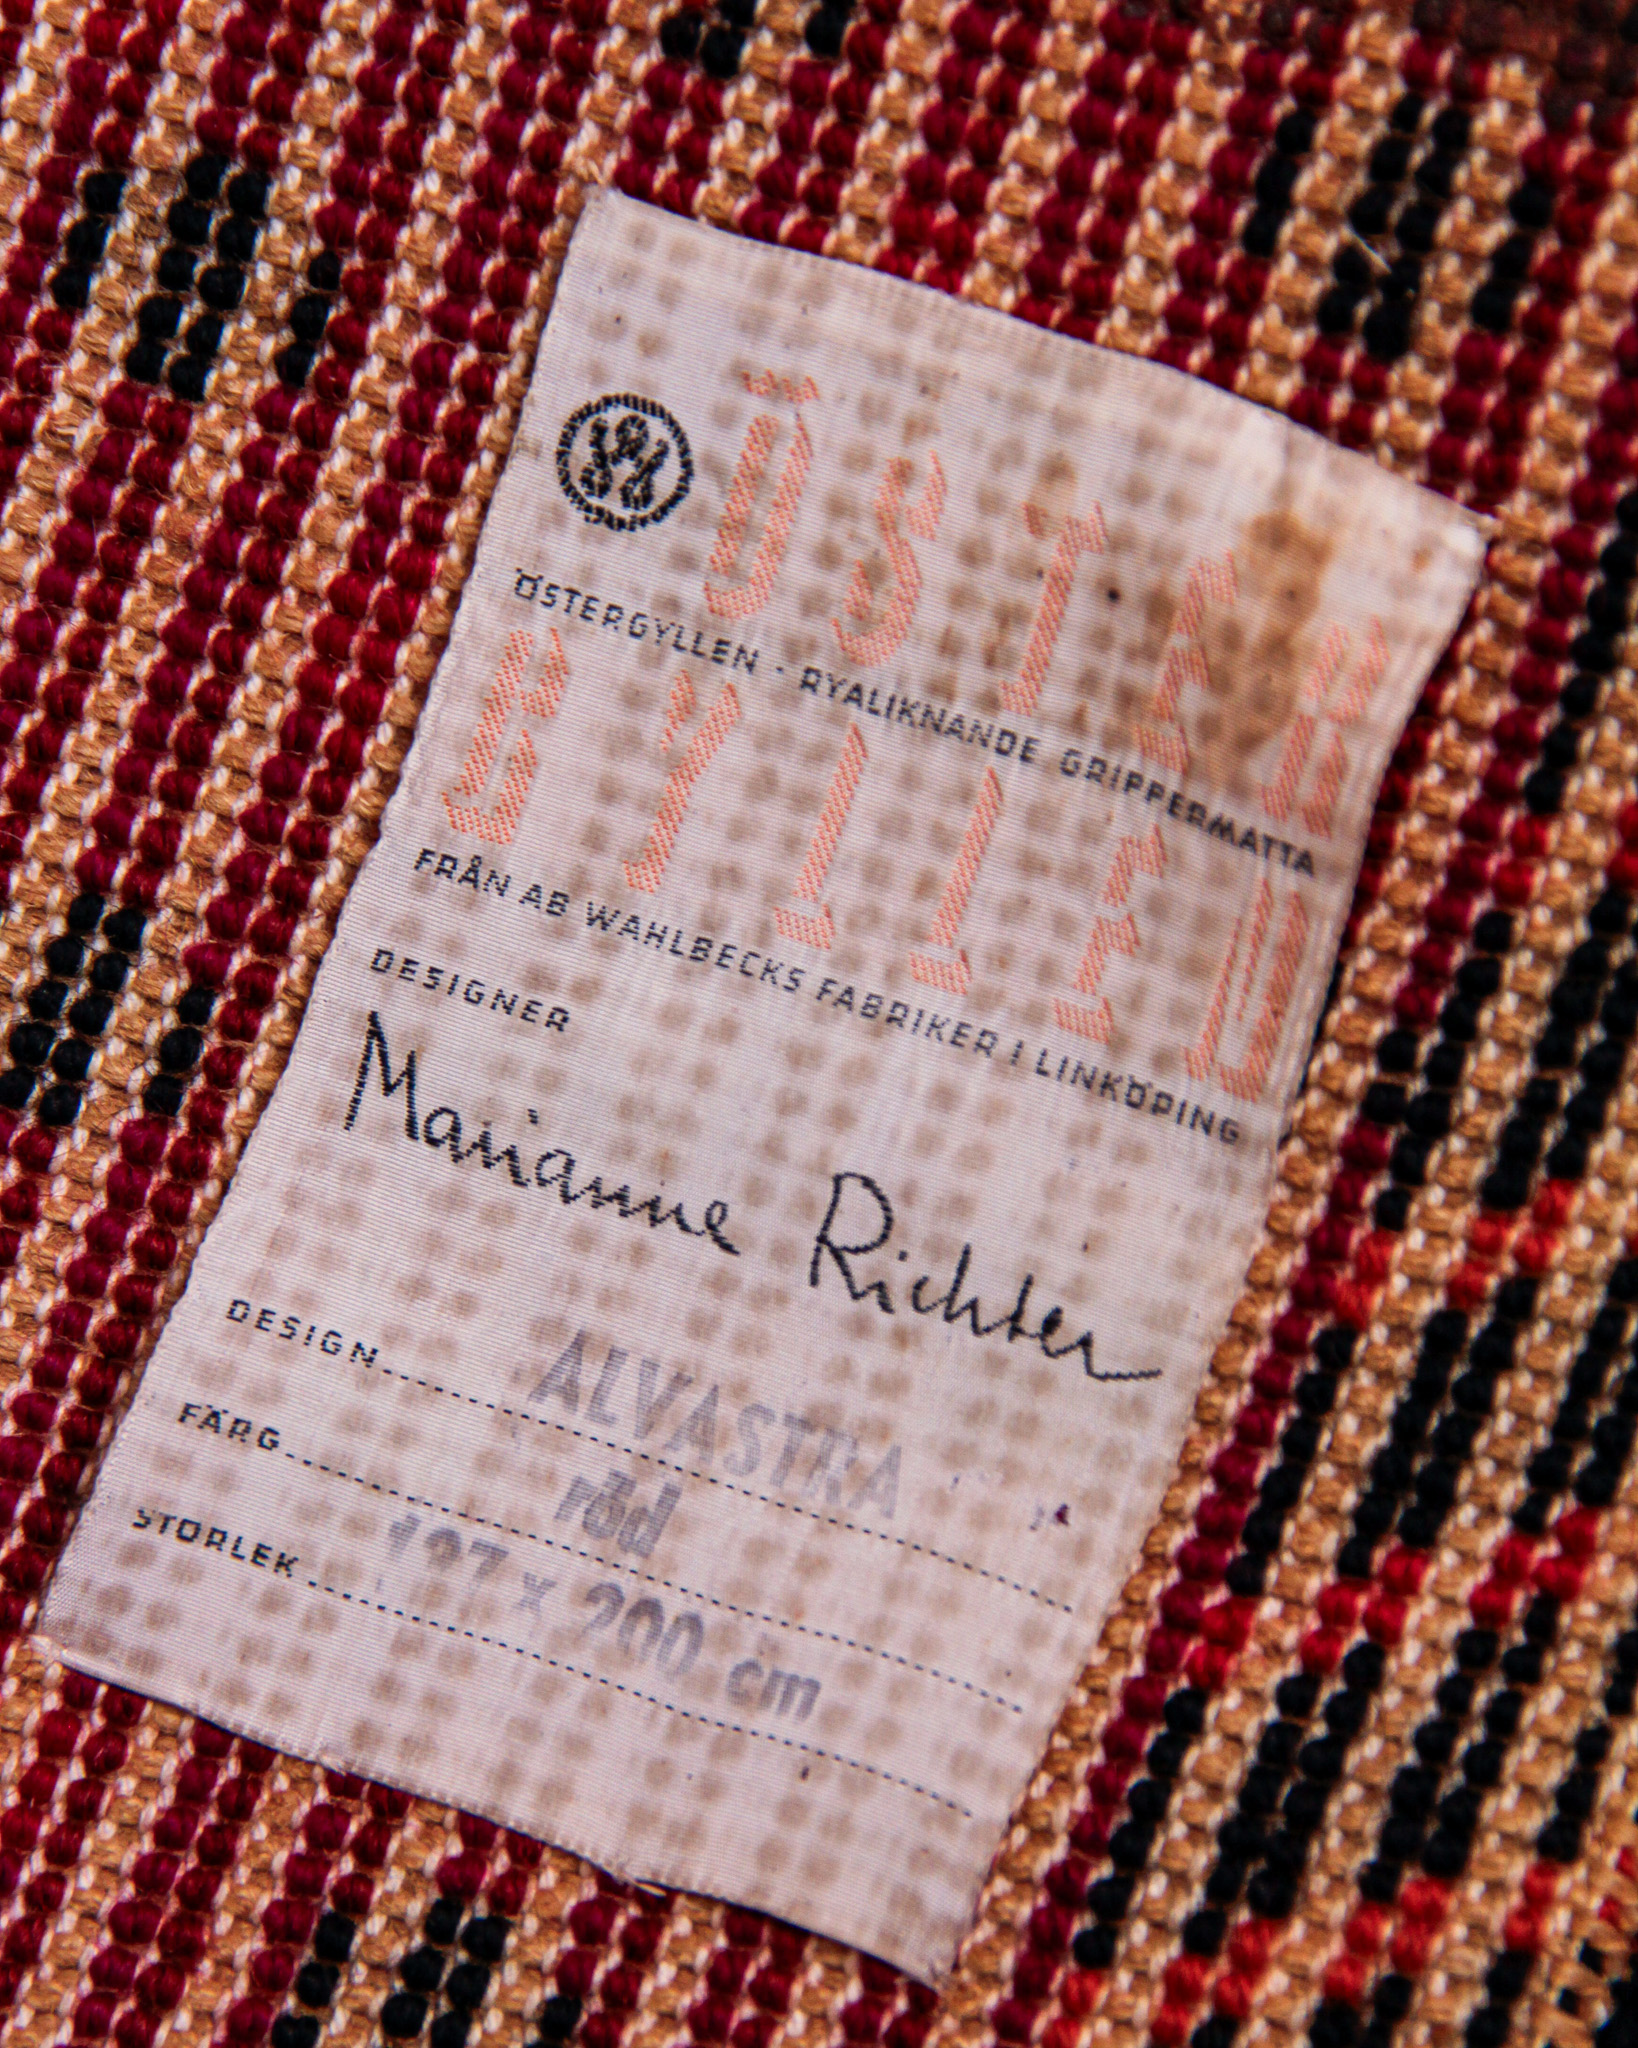 ÖSTER
ÖSTERGYLLEN · RYALIKNANDE GRIPPERMATTA
GYLLEN
FRÅN AB WAHLBECKS FABRIKER I LINKÖPING
DESIGNER
Marianne Richter
DESIGN ALVASTRA
FÄRG röd
STORLEK 137 x 200 cm